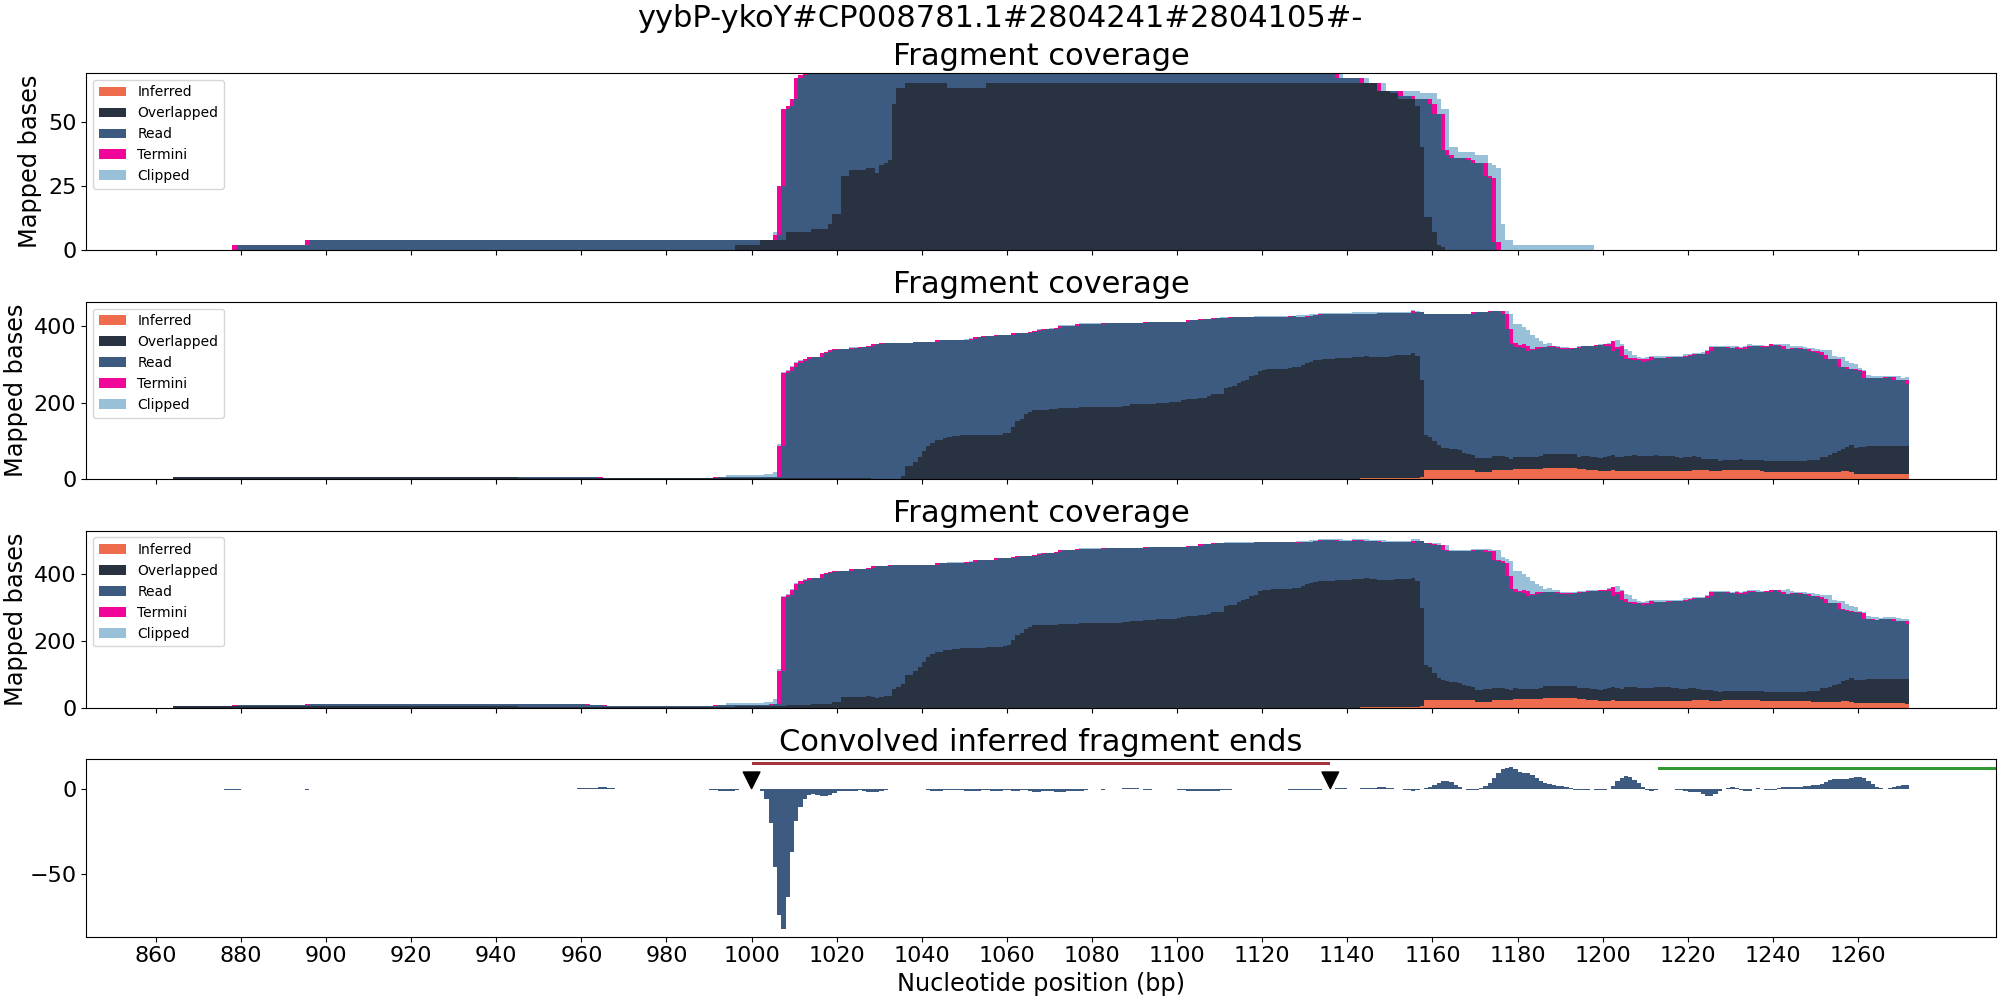 yybP-ykoY#CP008781.1#2804241#2804105#-
Fragment coverage
Mapped bases
50
25
0
Inferred
Overlapped
Read
Termini
Clipped
Fragment coverage
Mapped bases
400
200
0
Inferred
Overlapped
Read
Termini
Clipped
Fragment coverage
Mapped bases
400
200
0
Inferred
Overlapped
Read
Termini
Clipped
Convolved inferred fragment ends
0
−50
860 880 900 920 940 960 980 1000 1020 1040 1060 1080 1100 1120 1140 1160 1180 1200 1220 1240 1260
Nucleotide position (bp)